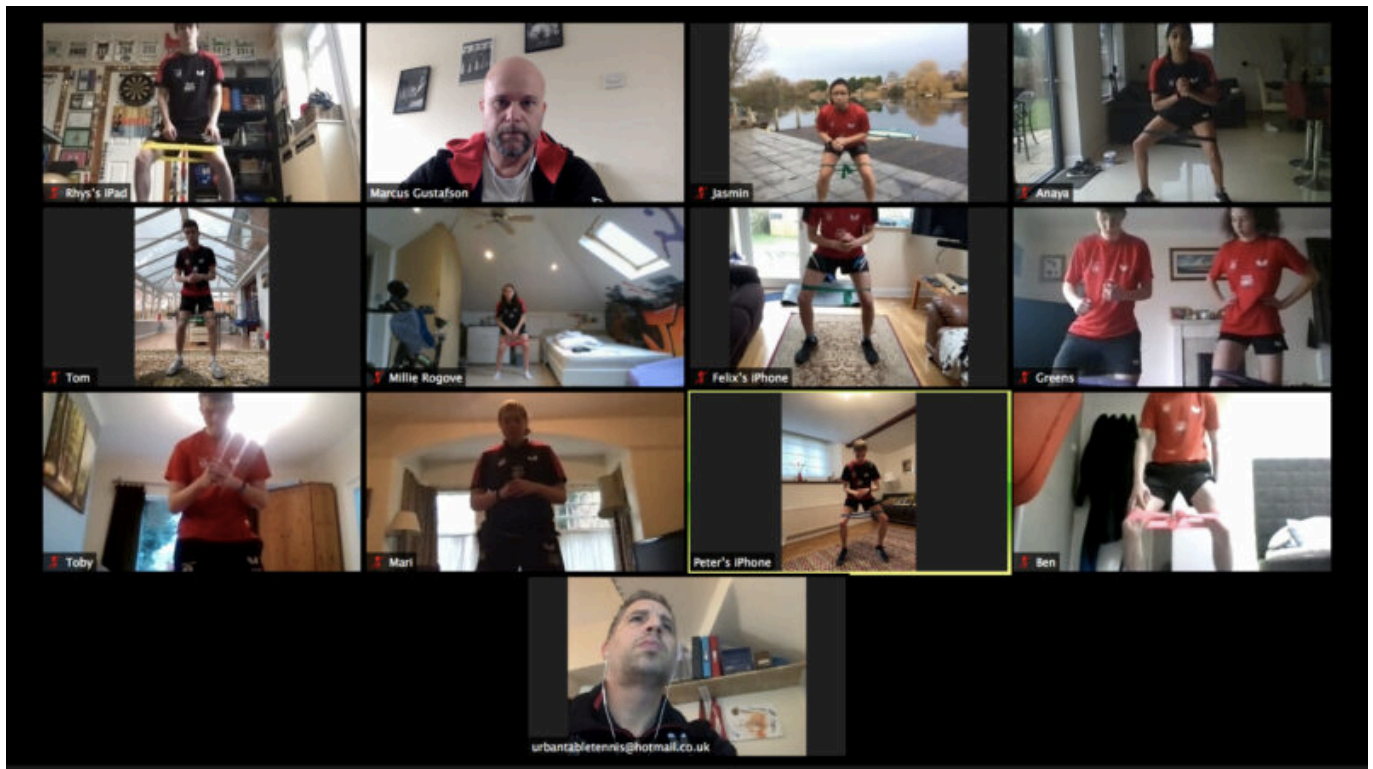 Rhys's iPad
Marcus Gustafson
Jasmin
Anaya
Tom
Millie Rogove
Felix's iPhone
Greens
Toby
Mari
Peter's iPhone
Ben
urbantabletennis@hotmail.co.uk